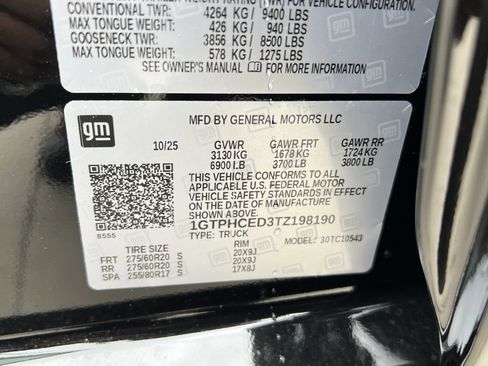 CONVENTIONAL TWR: 4264 KG / 9400 LBS
MAX TONGUE WEIGHT: 426 KG / 940 LBS
GOOSENECK TWR: 3856 KG / 8500 LBS
MAX TONGUE WEIGHT: 578 KG / 1275 LBS
SEE OWNER'S MANUAL FOR MORE INFORMATION
gm
MFD BY GENERAL MOTORS LLC
10/25 GVWR GAWR FRT GAWR RR
3130 KG 1678 KG 1724 KG
6900 LB 3700 LB 3800 LB
THIS VEHICLE CONFORMS TO ALL
APPLICABLE U.S. FEDERAL MOTOR
VEHICLE SAFETY STANDARDS IN EFFECT
ON THE DATE OF MANUFACTURE SHOWN ABOVE.
1GTPHCED3TZ198190
8555 TYPE: TRUCK MODEL: 30TC10543
TIRE SIZE RIM
FRT 275/60R20 S 20X9J
RR 275/60R20 S 20X9J
SPA 255/80R17 S 17X8J